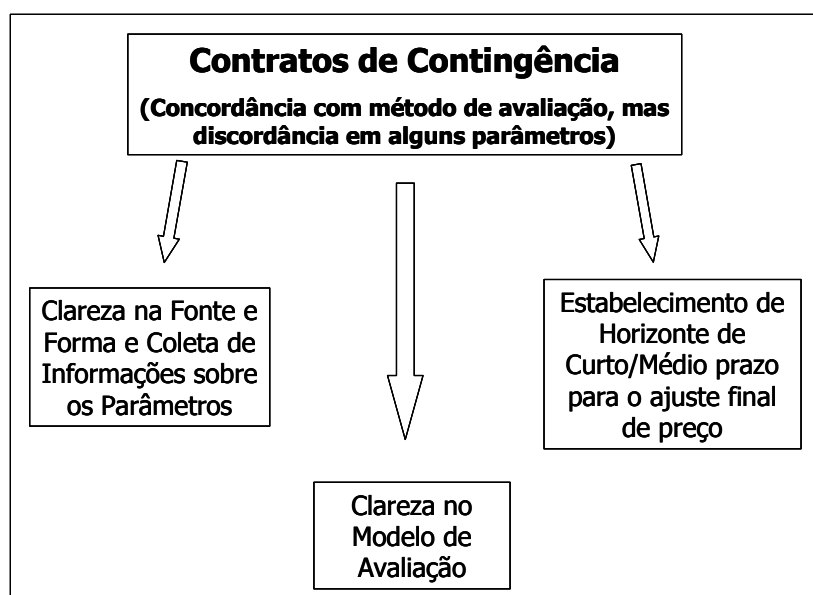 Contratos de Contingência
(Concordância com método de avaliação, mas
discordância em alguns parâmetros)
Clareza na Fonte e
Forma e Coleta de
Informações sobre
os Parâmetros
Estabelecimento de
Horizonte de
Curto/Médio prazo
para o ajuste final
de preço
Clareza no
Modelo de
Avaliação